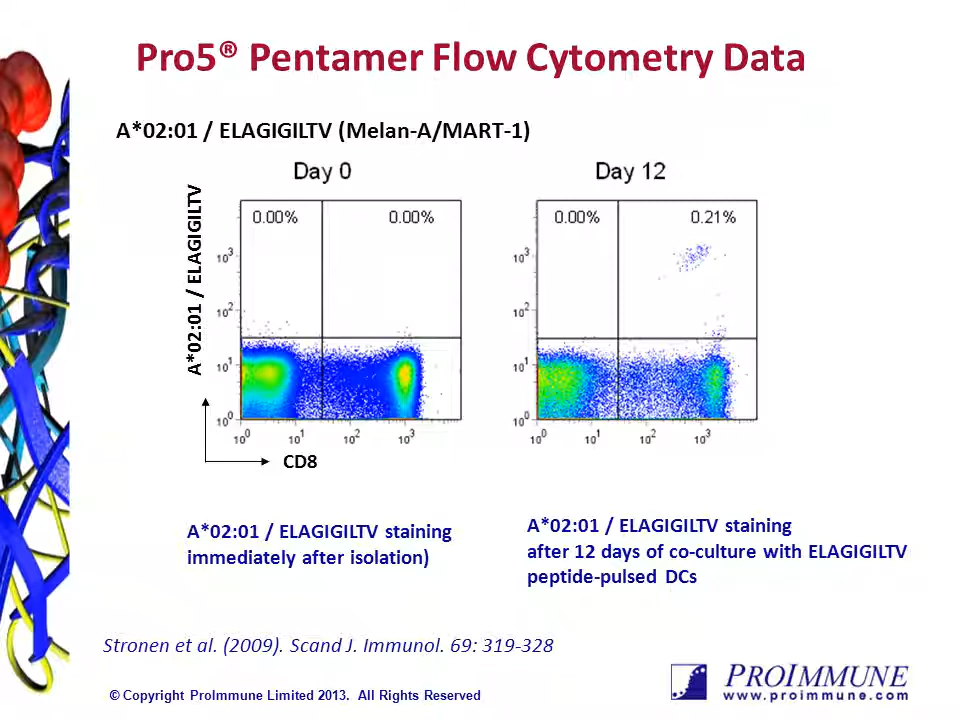 Pro5® Pentamer Flow Cytometry Data
A*02:01 / ELAGIGILTV (Melan-A/MART-1)
Day 0
Day 12
A*02:01 / ELAGIGILTV
0.00%
0.00%
10³
10²
10¹
10⁰
10⁰
10¹
10²
10³
0.00%
0.21%
10³
10²
10¹
10⁰
10⁰
10¹
10²
10³
CD8
A*02:01 / ELAGIGILTV staining
immediately after isolation)
A*02:01 / ELAGIGILTV staining
after 12 days of co-culture with ELAGIGILTV
peptide-pulsed DCs
Stronen et al. (2009). Scand J. Immunol. 69: 319-328
© Copyright ProImmune Limited 2013. All Rights Reserved
PROIMMUNE
www.proimmune.com